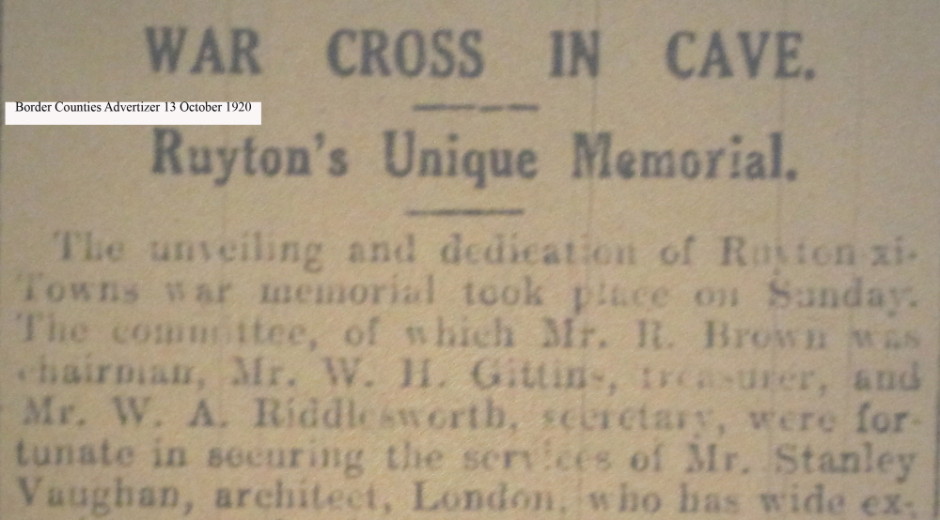 WAR CROSS IN CAVE.
Border Counties Advertizer 13 October 1920
Ruyton's Unique Memorial.
The unveiling and dedication of Ruyton-xi-
Towns war memorial took place on Sunday.
The committee, of which Mr. R. Brown was
chairman, Mr. W. H. Gittins, treasurer, and
Mr. W. A. Riddlesworth, secretary, were for-
tunate in securing the services of Mr. Stanley
Vaughan, architect, London, who has wide ex-